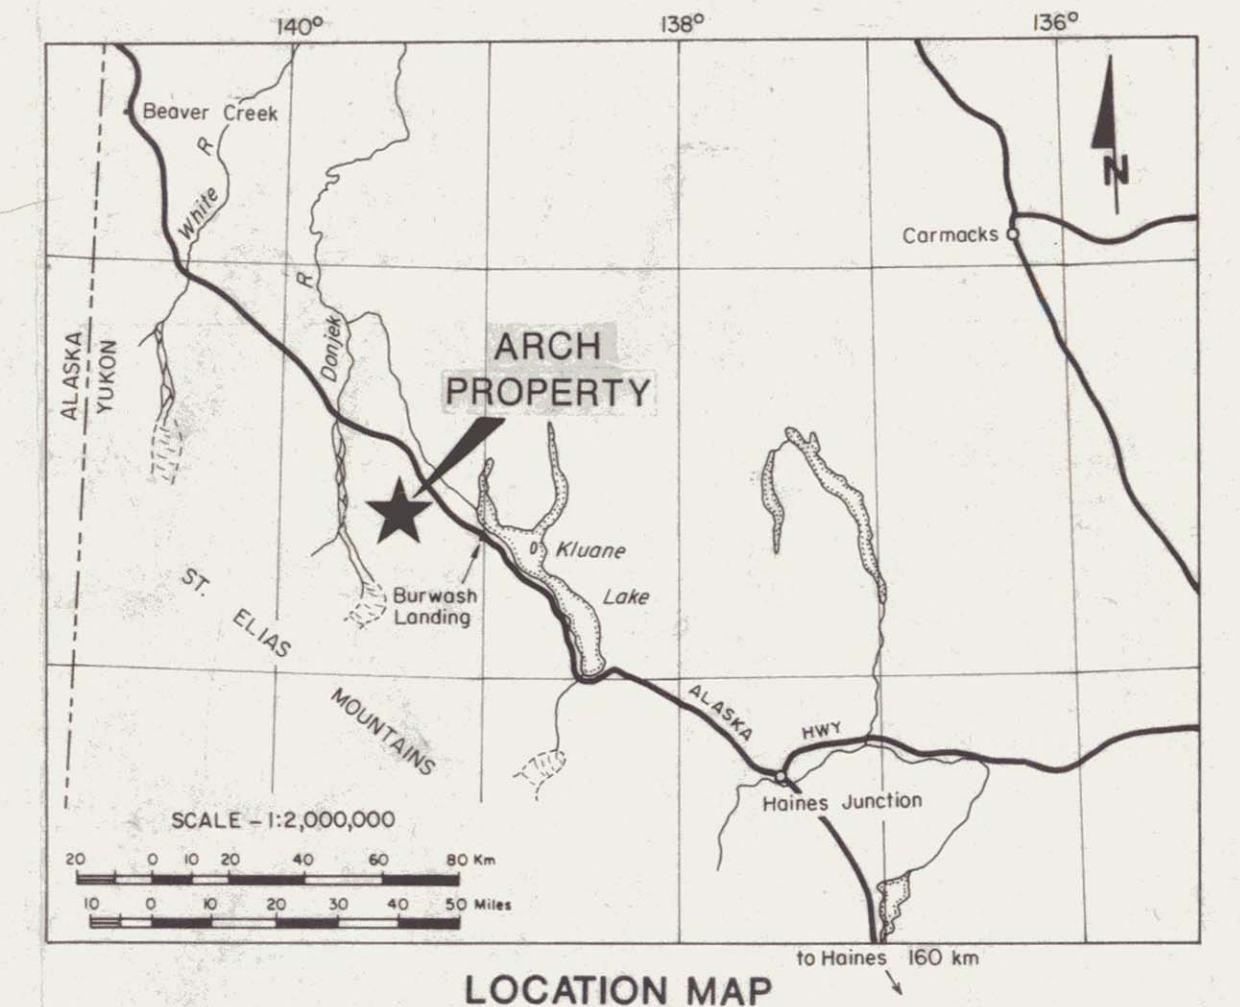 140° 138° 136°
Beaver Creek
White R
N
Carmacks
Donjek R
ALASKA
YUKON
ARCH
PROPERTY
Kluane
Lake
Burwash
Landing
ST. ELIAS MOUNTAINS
ALASKA HWY
Haines Junction
SCALE - 1:2,000,000
20 0 10 20 40 60 80 Km
10 0 10 20 30 40 50 Miles
to Haines 160 km
LOCATION MAP